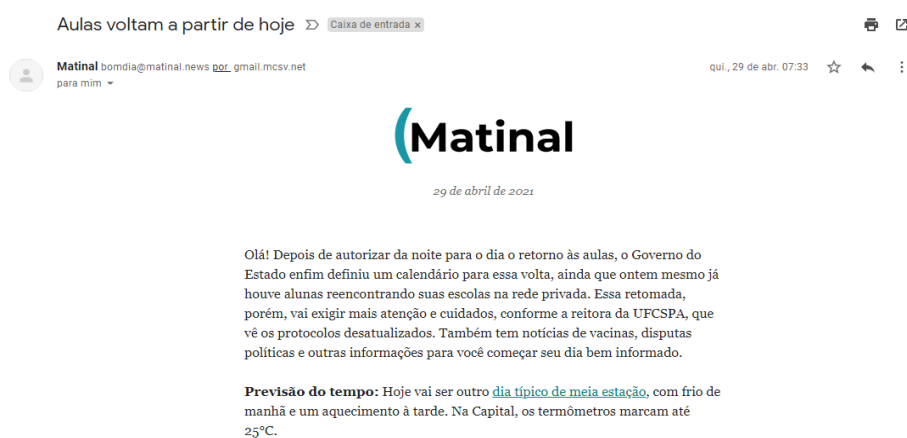 Aulas voltam a partir de hoje Caixa de entrada ×
Matinal bomdia@matinal.news por gmail.mcsv.net
qui., 29 de abr. 07:33
para mim
(Matinal
29 de abril de 2021
Olá! Depois de autorizar da noite para o dia o retorno às aulas, o Governo do
Estado enfim definiu um calendário para essa volta, ainda que ontem mesmo já
houve alunas reencontrando suas escolas na rede privada. Essa retomada,
porém, vai exigir mais atenção e cuidados, conforme a reitora da UFCSPA, que
vê os protocolos desatualizados. Também tem notícias de vacinas, disputas
políticas e outras informações para você começar seu dia bem informado.
Previsão do tempo: Hoje vai ser outro dia típico de meia estação, com frio de
manhã e um aquecimento à tarde. Na Capital, os termômetros marcam até
25°C.